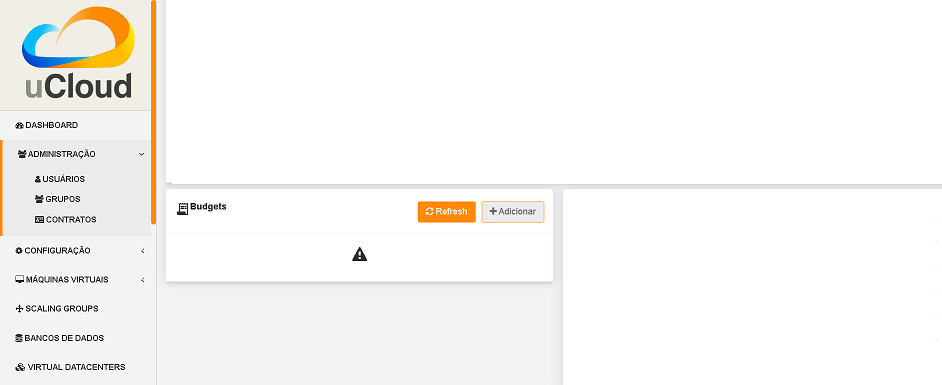 uCloud
DASHBOARD
ADMINISTRAÇÃO
USUÁRIOS
GRUPOS
CONTRATOS
CONFIGURAÇÃO
MÁQUINAS VIRTUAIS
SCALING GROUPS
BANCOS DE DADOS
VIRTUAL DATACENTERS
Budgets
Refresh
Adicionar